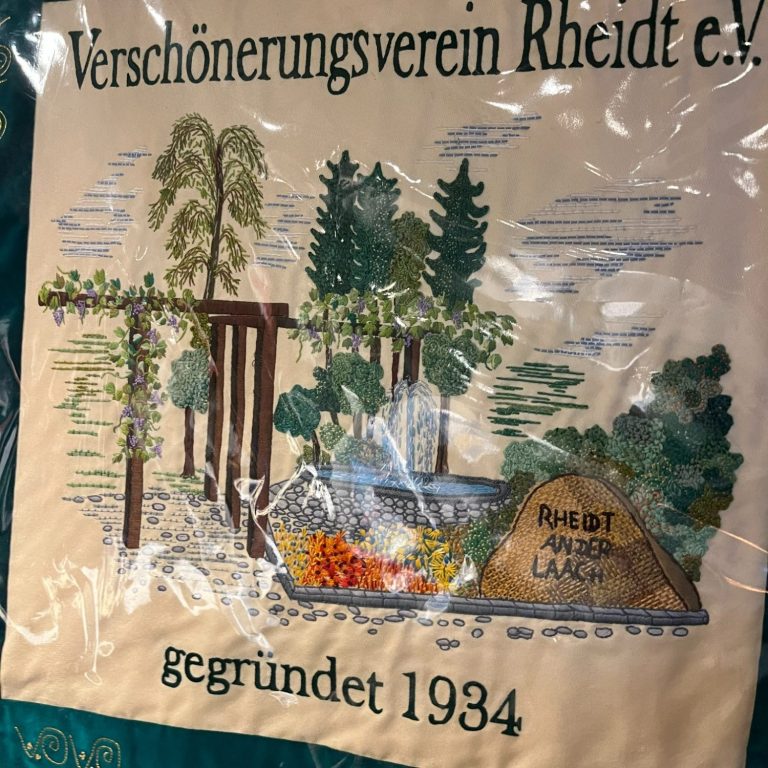 Verschönerungsverein Rheidt e.V.
RHEIDT
AN DER
LAACH
gegründet 1934